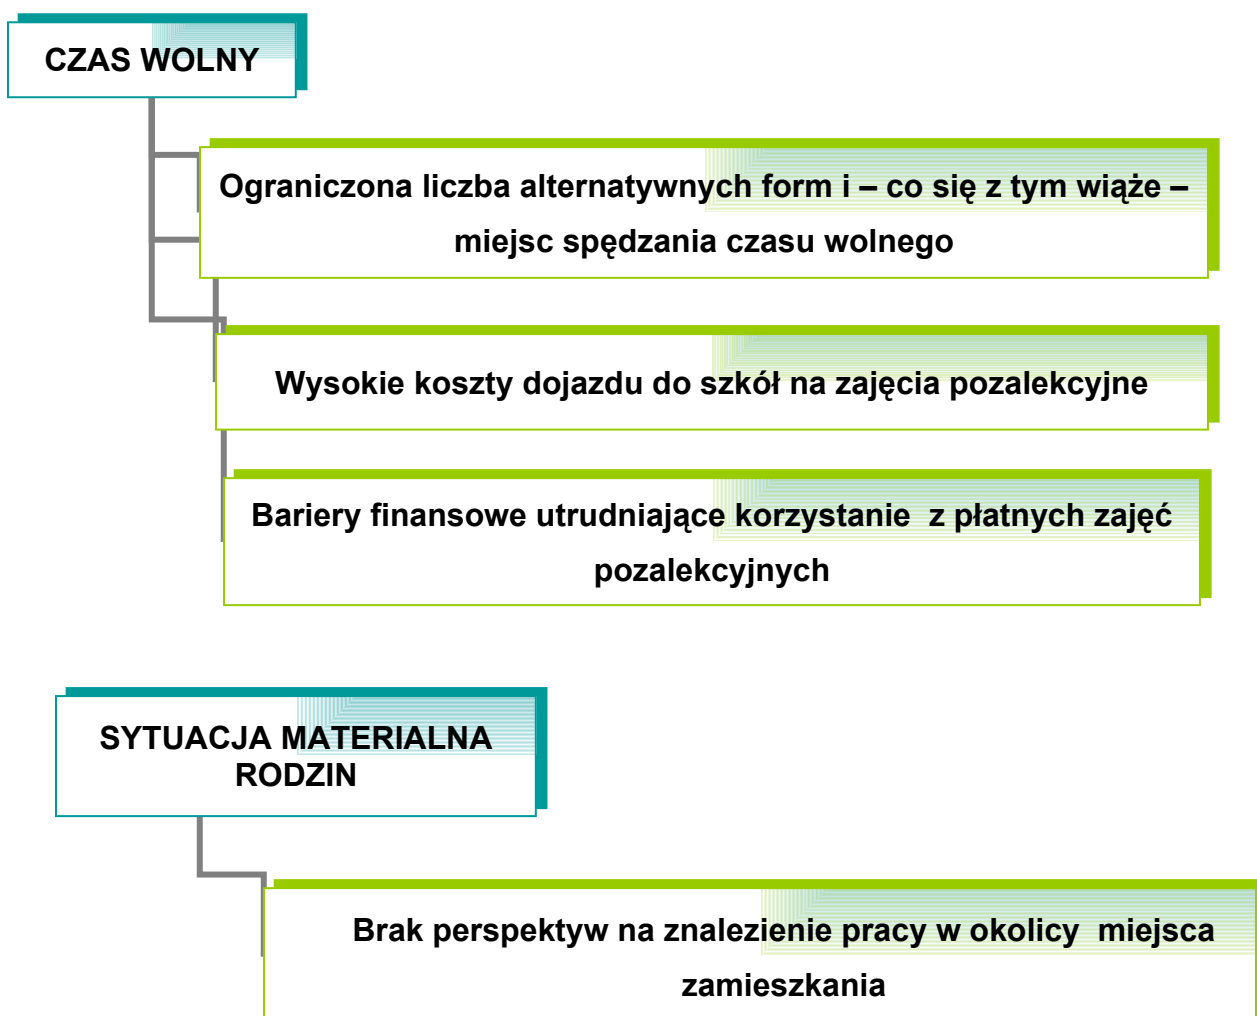 CZAS WOLNY
Ograniczona liczba alternatywnych form i – co się z tym wiąże –
miejsc spędzania czasu wolnego
Wysokie koszty dojazdu do szkół na zajęcia pozalekcyjne
Bariery finansowe utrudniające korzystanie z płatnych zajęć
pozalekcyjnych
SYTUACJA MATERIALNA
RODZIN
Brak perspektyw na znalezienie pracy w okolicy miejsca
zamieszkania